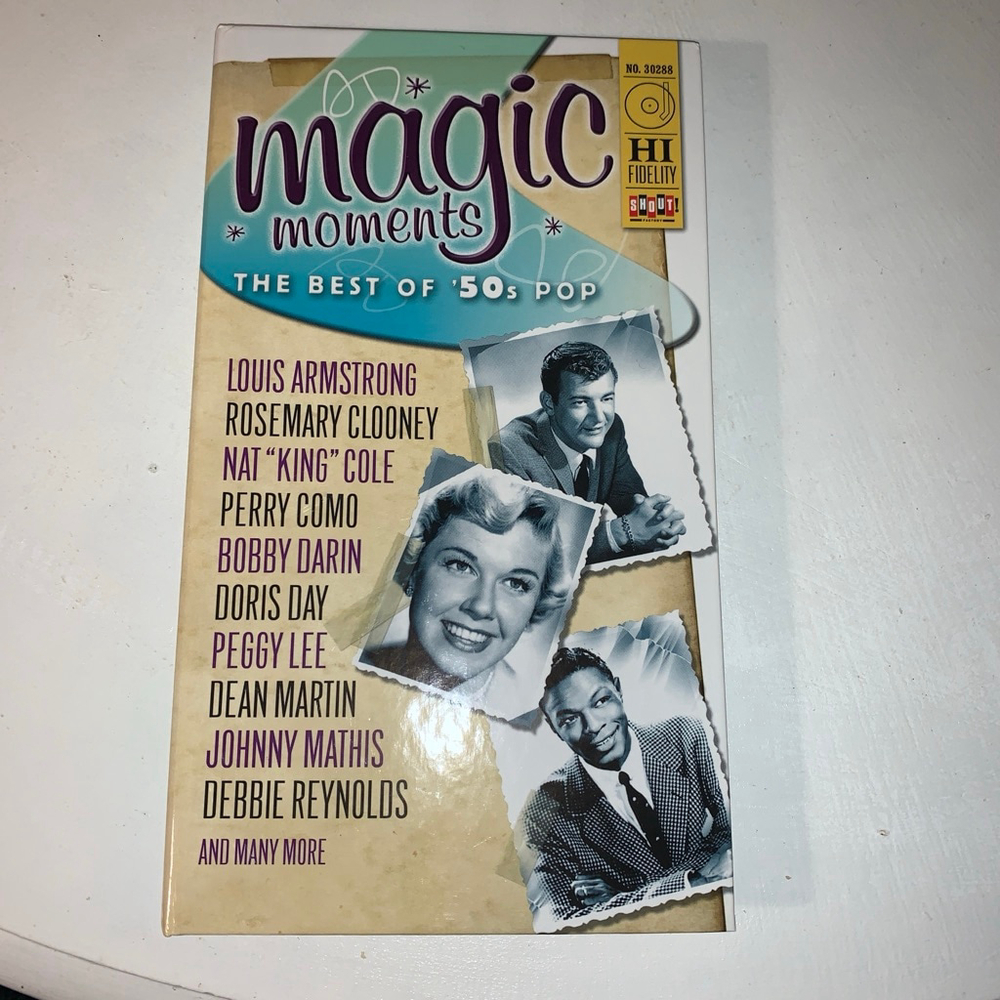 magic
moments
THE BEST OF '50s POP
NO. 30288
HI
FIDELITY
SHOUT!
FACTORY
LOUIS ARMSTRONG
ROSEMARY CLOONEY
NAT "KING" COLE
PERRY COMO
BOBBY DARIN
DORIS DAY
PEGGY LEE
DEAN MARTIN
JOHNNY MATHIS
DEBBIE REYNOLDS
AND MANY MORE